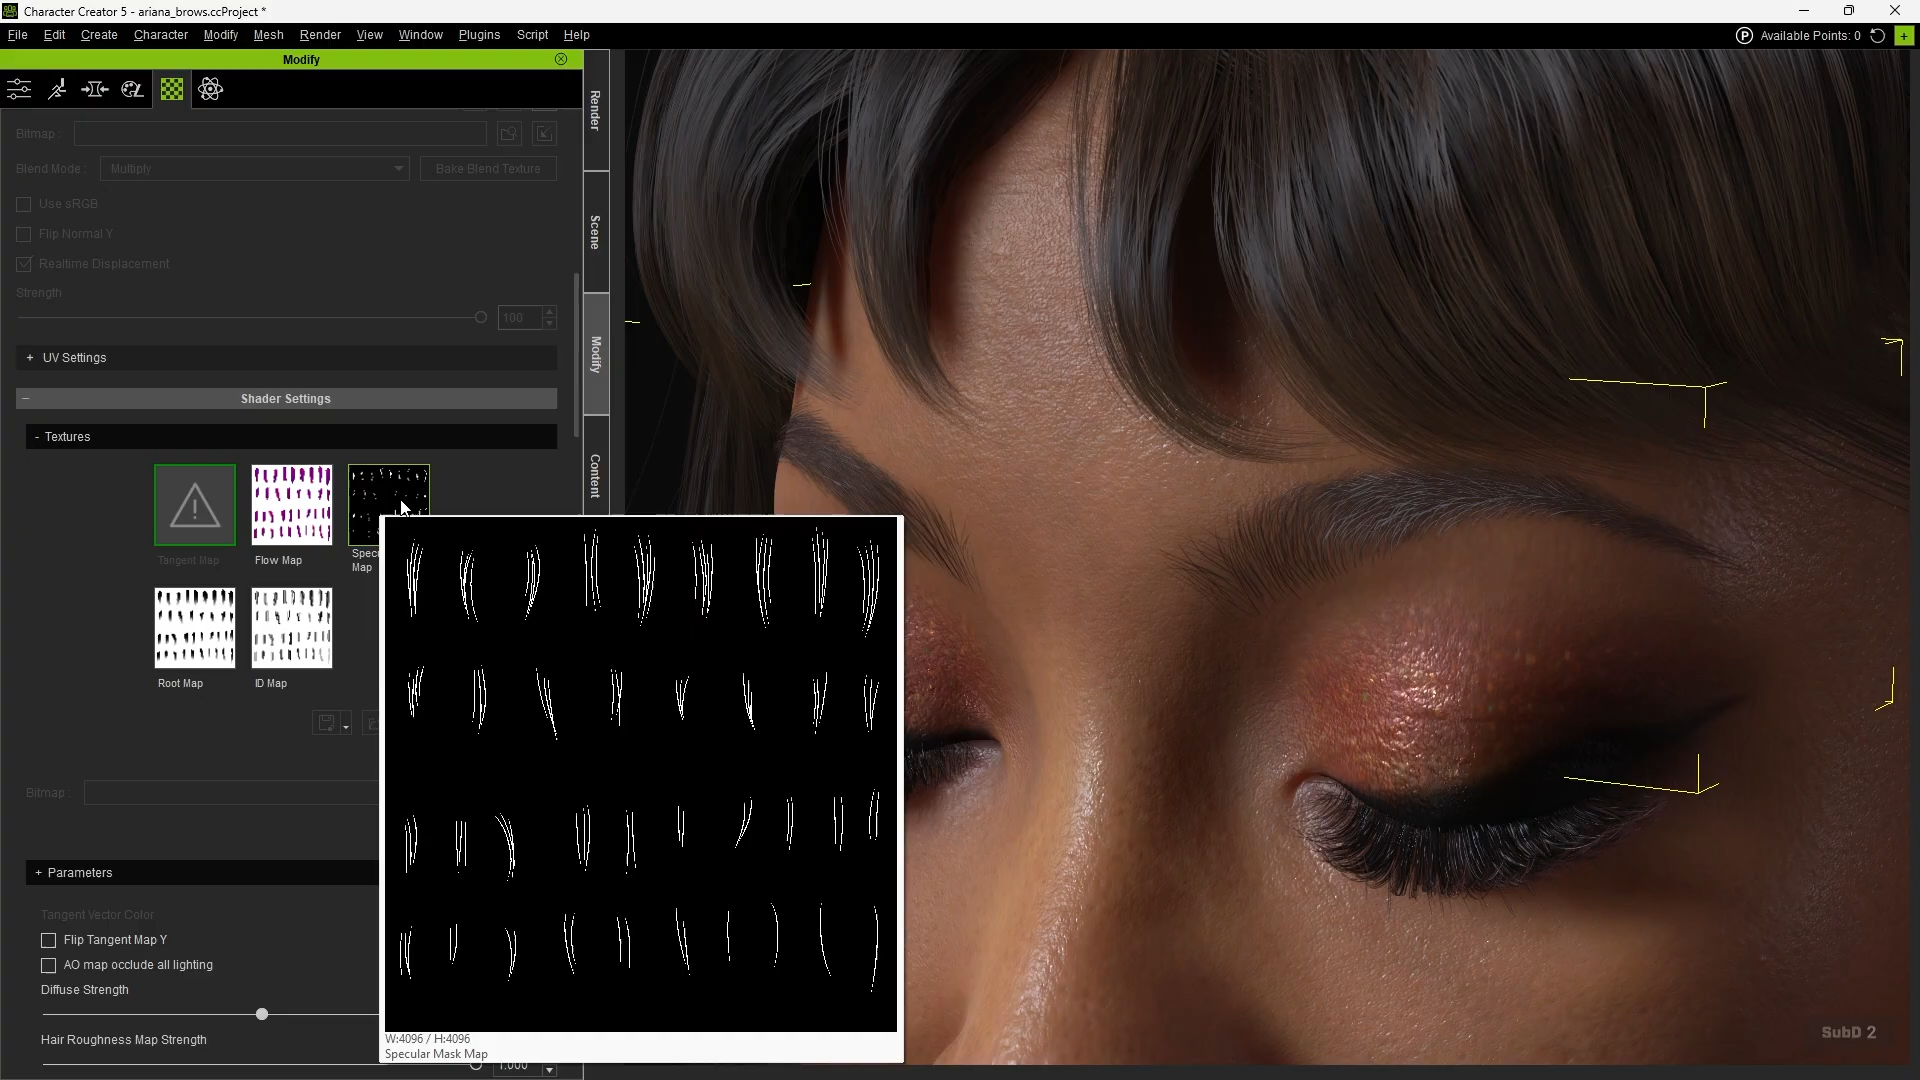 Character Creator 5 - ariana_brows.ccProject *
File Edit Create Character Modify Mesh Render View Window Plugins Script Help
P Available Points: 0 +
Modify
Render
Scene
Modify
Content
Bitmap :
Blend Mode : Multiply Bake Blend Texture
Use sRGB
Flip Normal Y
Realtime Displacement
Strength
100
+ UV Settings
- Shader Settings
- Textures
Tangent Map Flow Map
Map
Root Map ID Map
Bitmap :
+ Parameters
Tangent Vector Color
Flip Tangent Map Y
AO map occlude all lighting
Diffuse Strength
Hair Roughness Map Strength
1.000
W:4096 / H:4096
Specular Mask Map
SubD 2